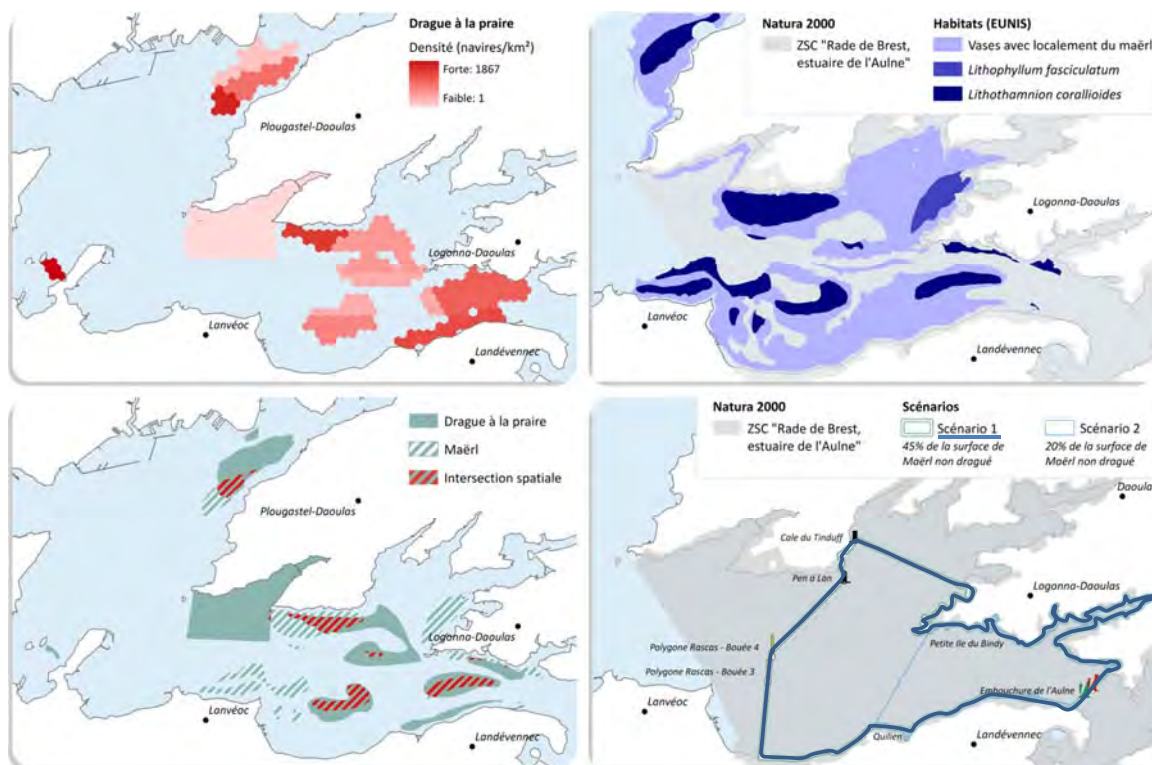 Drague à la praire
Densité (navires/km²)
Forte: 1867
Faible: 1
Plougastel-Daoulas
Logonna-Daoulas
Lanvéoc
Landévennec
Natura 2000
ZSC "Rade de Brest,
estuaire de l'Aulne"
Habitats (EUNIS)
Vases avec localement du maërl
Lithophyllum fasciculatum
Lithothamnion corallioides
Logonna-Daoulas
Lanvéoc
Landévennec
Drague à la praire
Maërl
Intersection spatiale
Plougastel-Daoulas
Logonna-Daoulas
Lanvéoc
Landévennec
Natura 2000
ZSC "Rade de Brest,
estuaire de l'Aulne"
Scénarios
Scénario 1
45% de la surface de
Maërl non dragué
Scénario 2
20% de la surface de
Maërl non dragué
Daoula
Cale du Tinduff
Pen a Lan
Logonna-Daoulas
Petite Ile du Bindy
Polygone Rascas - Bouée 4
Polygone Rascas - Bouée 3
Embouchure de l'Aulne
Lanvéoc
Quilien
Landévennec